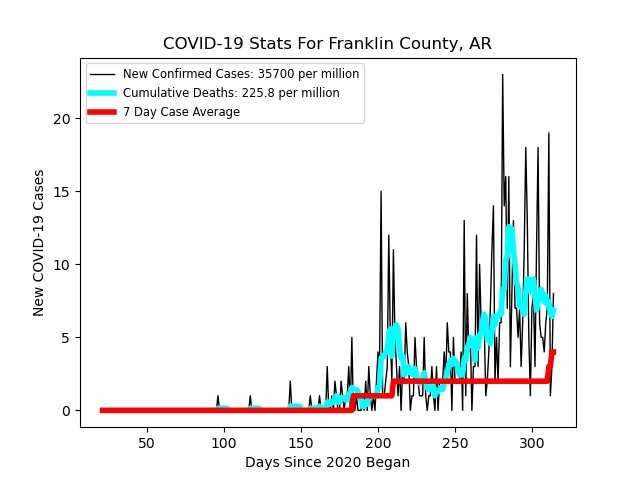 COVID-19 Stats For Franklin County, AR
New Confirmed Cases: 35700 per million
Cumulative Deaths: 225.8 per million
7 Day Case Average
New COVID-19 Cases
20
15
10
5
0
50 100 150 200 250 300
Days Since 2020 Began